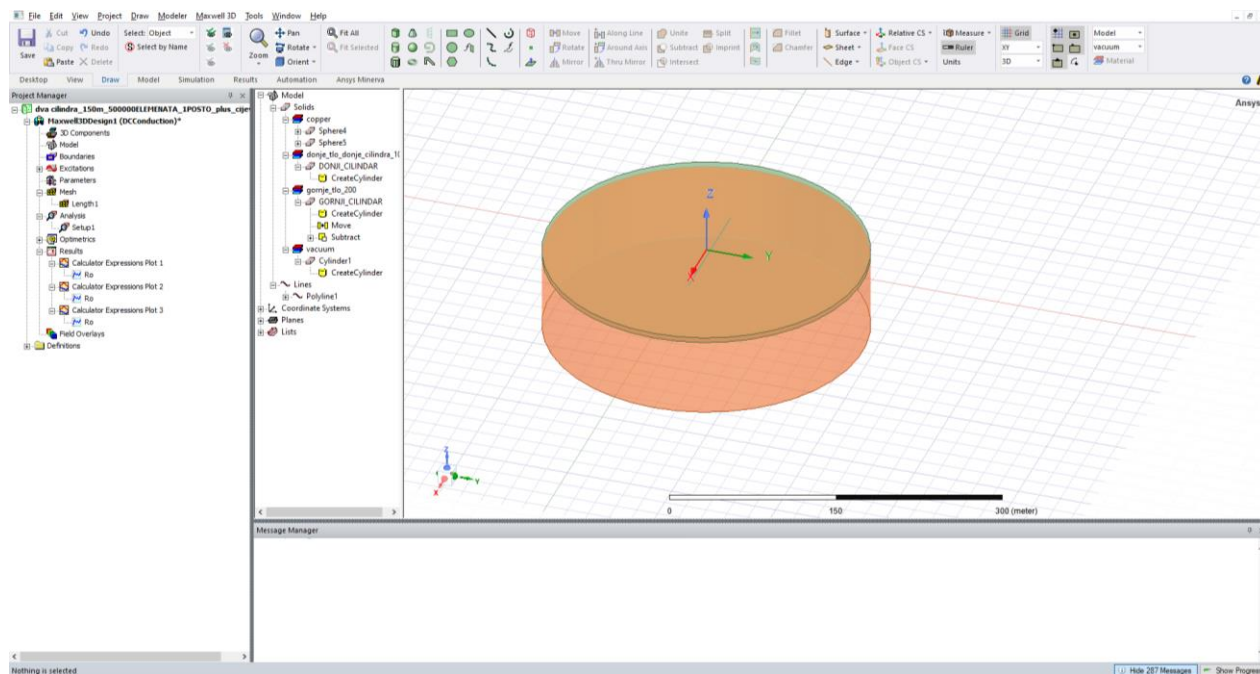 File Edit View Project Draw Modeler Maxwell 3D Tools Window Help
Save
Cut
Copy
Paste
Undo
Redo
Delete
Select: Object
Select by Name
Zoom
Pan
Rotate
Orient
Fit All
Fit Selected
Move
Rotate
Mirror
Along Line
Around Axis
Thru Mirror
Unite
Subtract
Intersect
Split
Imprint
Fillet
Chamfer
Surface
Sheet
Edge
Relative CS
Face CS
Object CS
Measure
Ruler
Units
Grid
XY
3D
Model
vacuum
Material
Desktop View Draw Model Simulation Results Automation Ansys Minerva
Project Manager
dva cilindra_150m_500000ELEMENATA_1POSTO_plus_cije
Maxwell3DDesign1 (DCConduction)*
3D Components
Model
Boundaries
Excitations
Parameters
Mesh
Length1
Analysis
Setup1
Optimetrics
Results
Calculator Expressions Plot 1
Ro
Calculator Expressions Plot 2
Ro
Calculator Expressions Plot 3
Ro
Field Overlays
Definitions
Model
Solids
copper
Sphere4
Sphere5
donje_tlo_donje_cilindra_10
DONJI_CILINDAR
CreateCylinder
gornje_tlo_200
GORNJI_CILINDAR
CreateCylinder
Move
Subtract
vacuum
Cylinder1
CreateCylinder
Lines
Polyline1
Coordinate Systems
Planes
Lists
Ansys
Z
Y
X
Z
Y
X
0 150 300 (meter)
Message Manager
Nothing is selected
Hide 287 Messages
Show Progress